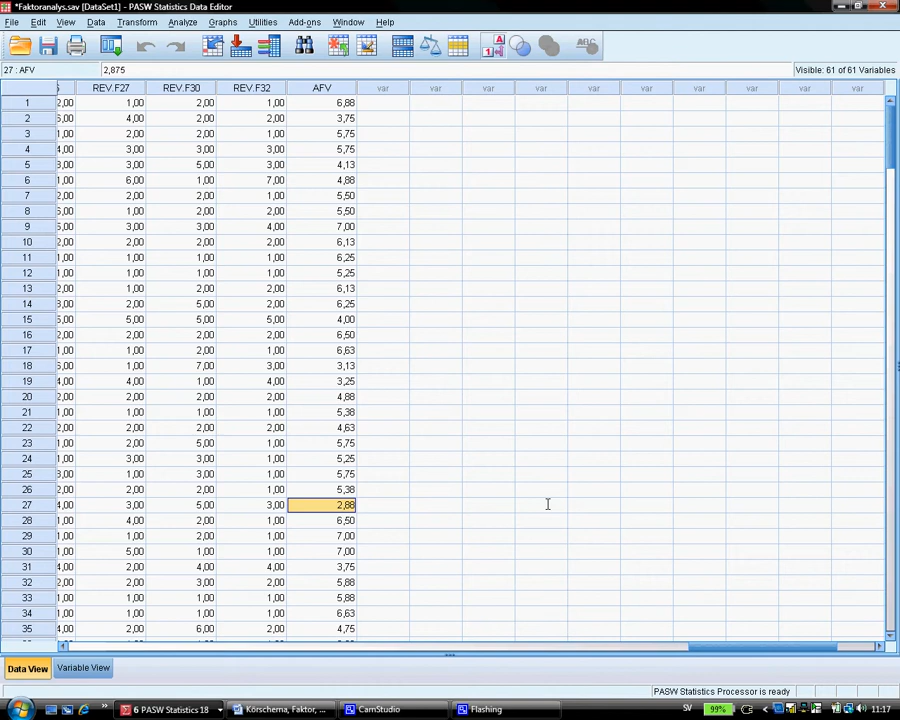 *Faktoranalys.sav [DataSet1] - PASW Statistics Data Editor
File Edit View Data Transform Analyze Graphs Utilities Add-ons Window Help
27 : AFV 2,875 Visible: 61 of 61 Variables
REV.F27 REV.F30 REV.F32 AFV var var var var var var var var var var
1 2,00 1,00 2,00 1,00 6,88
2 6,00 4,00 2,00 2,00 3,75
3 1,00 2,00 2,00 1,00 5,75
4 4,00 3,00 3,00 3,00 5,75
5 3,00 3,00 5,00 3,00 4,13
6 1,00 6,00 1,00 7,00 4,88
7 2,00 2,00 2,00 1,00 5,50
8 6,00 1,00 2,00 2,00 5,50
9 5,00 3,00 3,00 4,00 7,00
10 2,00 2,00 2,00 2,00 6,13
11 1,00 1,00 1,00 1,00 6,25
12 1,00 1,00 1,00 1,00 5,25
13 2,00 1,00 2,00 2,00 6,13
14 3,00 2,00 5,00 2,00 6,25
15 5,00 5,00 5,00 5,00 4,00
16 2,00 2,00 2,00 2,00 6,50
17 1,00 1,00 2,00 1,00 6,63
18 6,00 1,00 7,00 3,00 3,13
19 4,00 4,00 1,00 4,00 3,25
20 2,00 2,00 2,00 2,00 4,88
21 1,00 1,00 1,00 1,00 5,38
22 2,00 2,00 2,00 2,00 4,63
23 2,00 2,00 5,00 1,00 5,75
24 1,00 3,00 3,00 1,00 5,25
25 3,00 1,00 3,00 1,00 5,75
26 2,00 2,00 2,00 1,00 5,38
27 4,00 3,00 5,00 3,00 2,88
28 1,00 4,00 2,00 1,00 6,50
29 1,00 1,00 2,00 1,00 7,00
30 1,00 5,00 1,00 1,00 7,00
31 4,00 2,00 4,00 4,00 3,75
32 2,00 2,00 3,00 2,00 5,88
33 1,00 1,00 1,00 1,00 5,88
34 1,00 1,00 1,00 1,00 6,63
35 4,00 2,00 6,00 2,00 4,75
Data View Variable View
PASW Statistics Processor is ready
6 PASW Statistics 18 Körschema, Faktor, ... CamStudio Flashing SV 99% 11:17